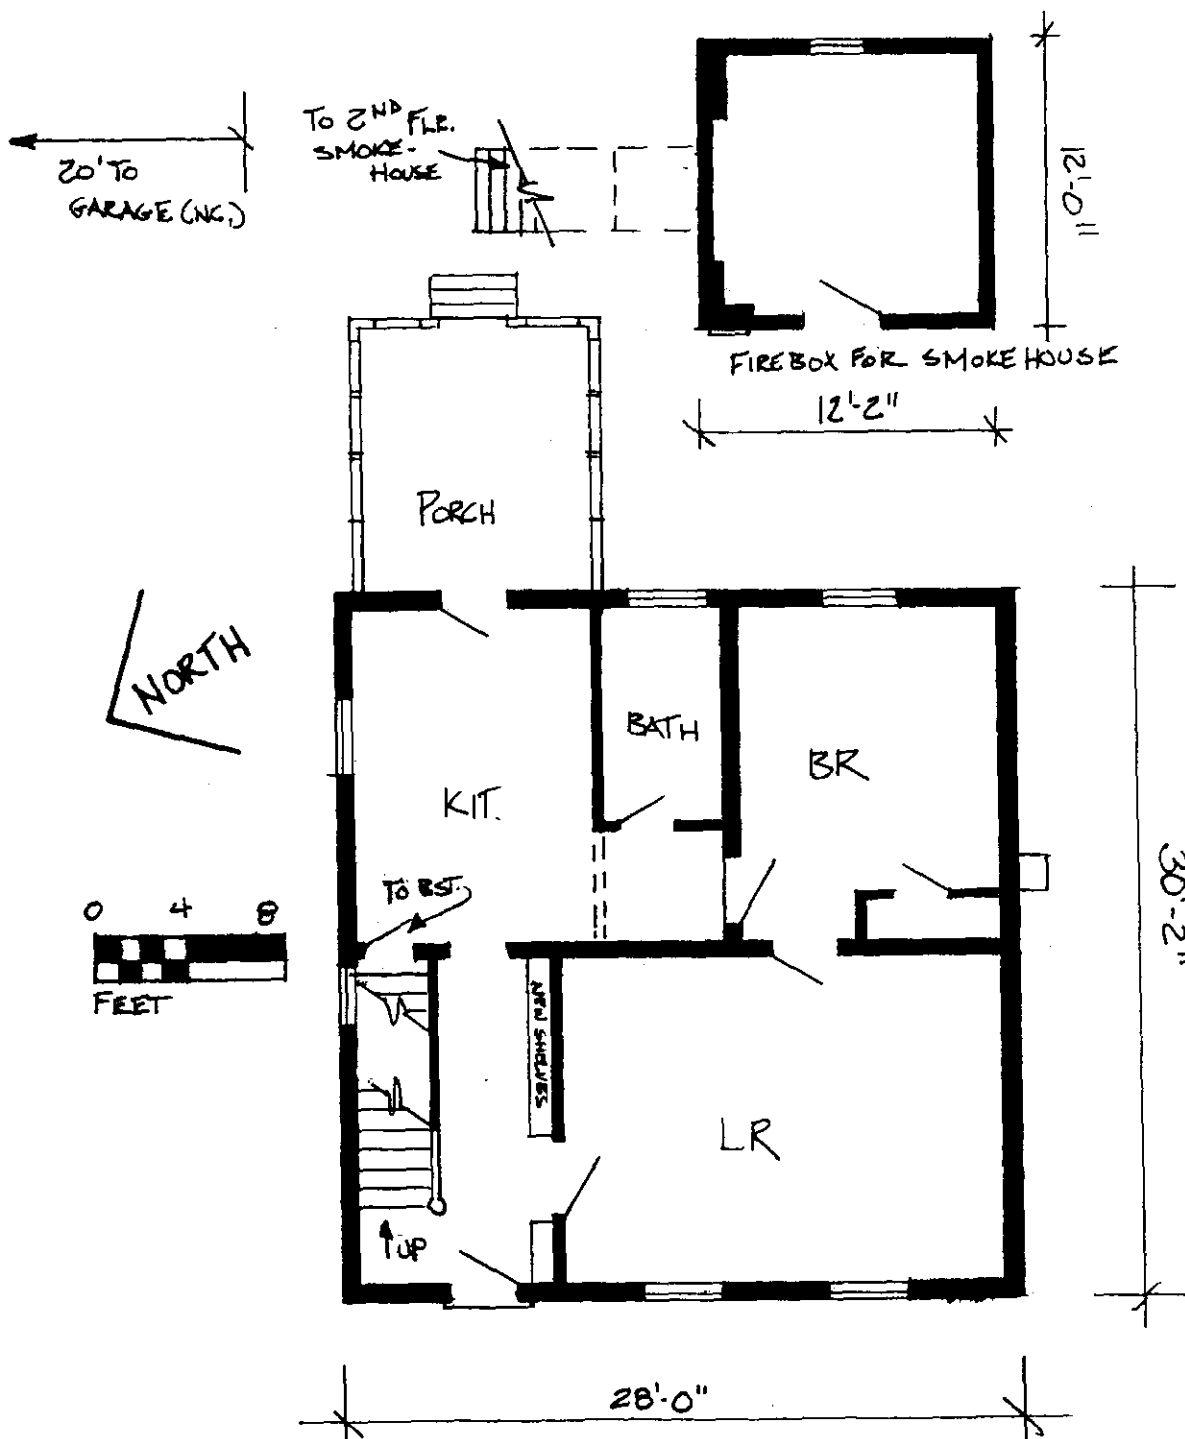 TO 2ND FLR.
SMOKE-
HOUSE
20' TO
GARAGE (NC.)
12'-0"
FIREBOX FOR SMOKEHOUSE
12'-2"
PORCH
NORTH
BATH
BR
KIT.
TO BST.
0 4 8
FEET
30'-2"
NEW SHELVES
LR
UP
28'-0"